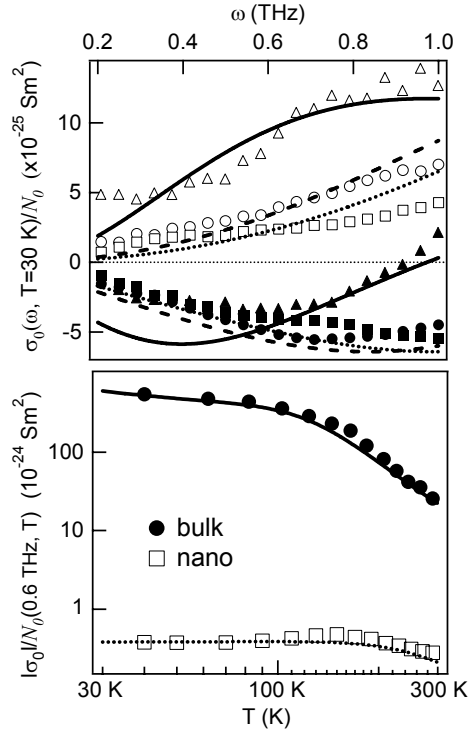 ω (THz)
0.2 0.4 0.6 0.8 1.0
σ₀(ω, T=30 K)/N₀ (x10⁻²⁵ Sm²)
10
5
0
-5
|σ₀|/N₀(0.6 THz, T) (10⁻²⁴ Sm²)
100
10
1
bulk
nano
30 K 100 K 300 K
T (K)